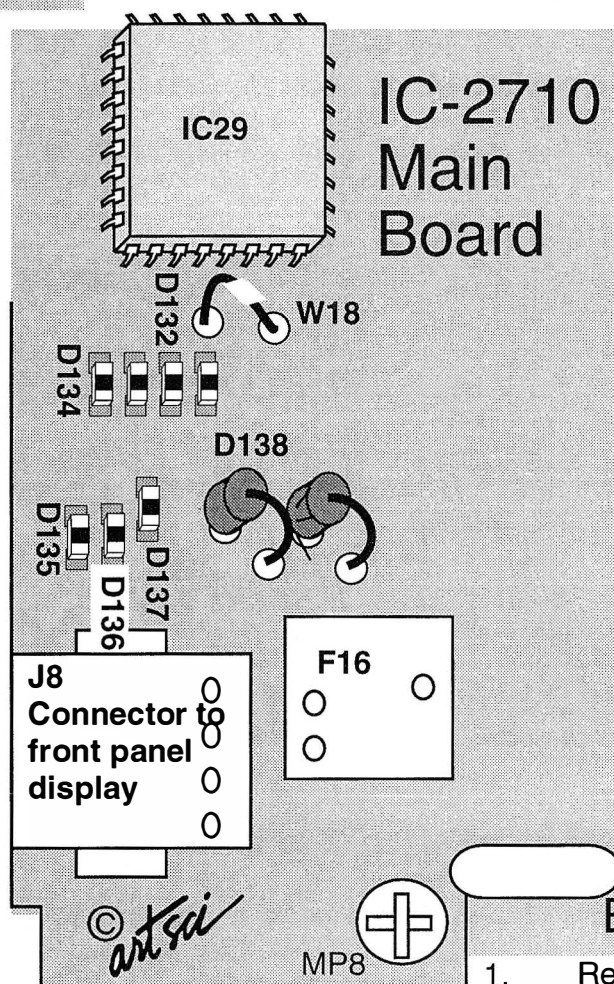 IC29
IC-2710
Main
Board
D132
W18
D134
D138
D135
D137
D136
J8
Connector to
front panel
display
F16
© artsci
MP8
1. Re